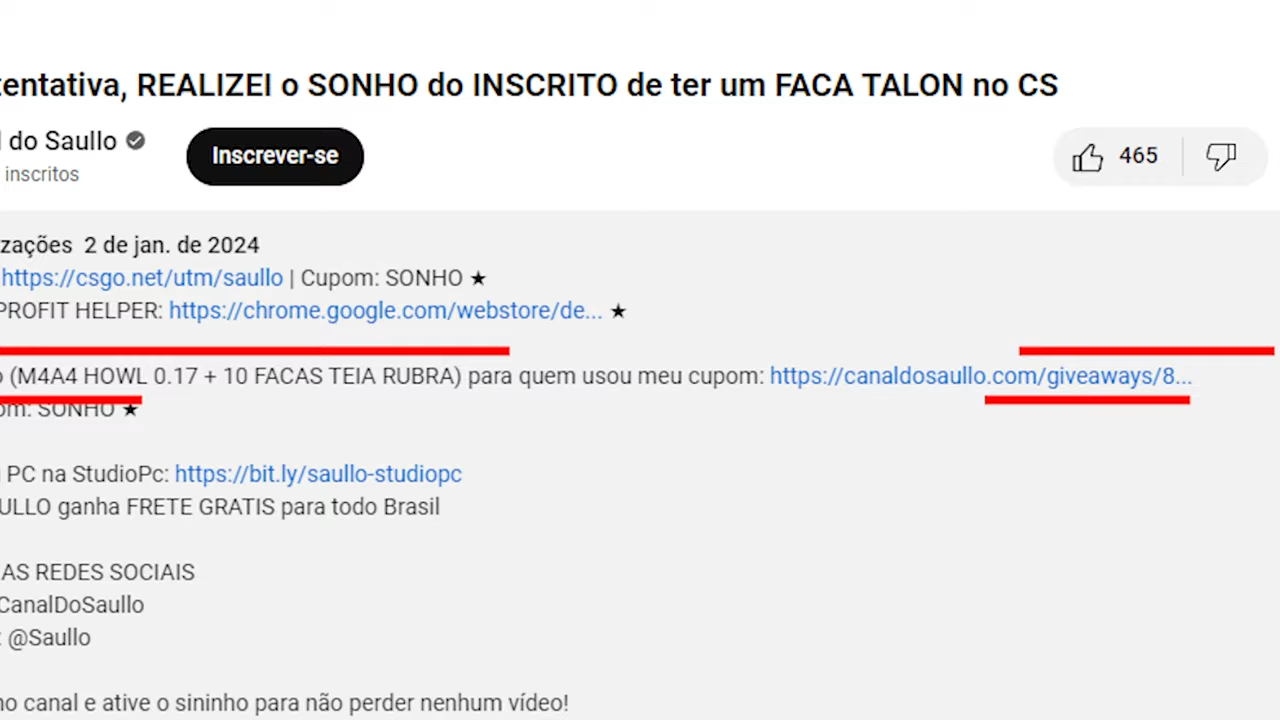 tentativa, REALIZEI o SONHO do INSCRITO de ter um FACA TALON no CS
do Saullo
Inscrever-se
465
inscritos
zações 2 de jan. de 2024
https://csgo.net/utm/saullo | Cupom: SONHO ★
PROFIT HELPER: https://chrome.google.com/webstore/de... ★
o (M4A4 HOWL 0.17 + 10 FACAS TEIA RUBRA) para quem usou meu cupom: https://canaldosaullo.com/giveaways/8...
om: SONHO ★
PC na StudioPc: https://bit.ly/saullo-studiopc
ULLO ganha FRETE GRATIS para todo Brasil
AS REDES SOCIAIS
CanalDoSaullo
: @Saullo
no canal e ative o sininho para não perder nenhum vídeo!